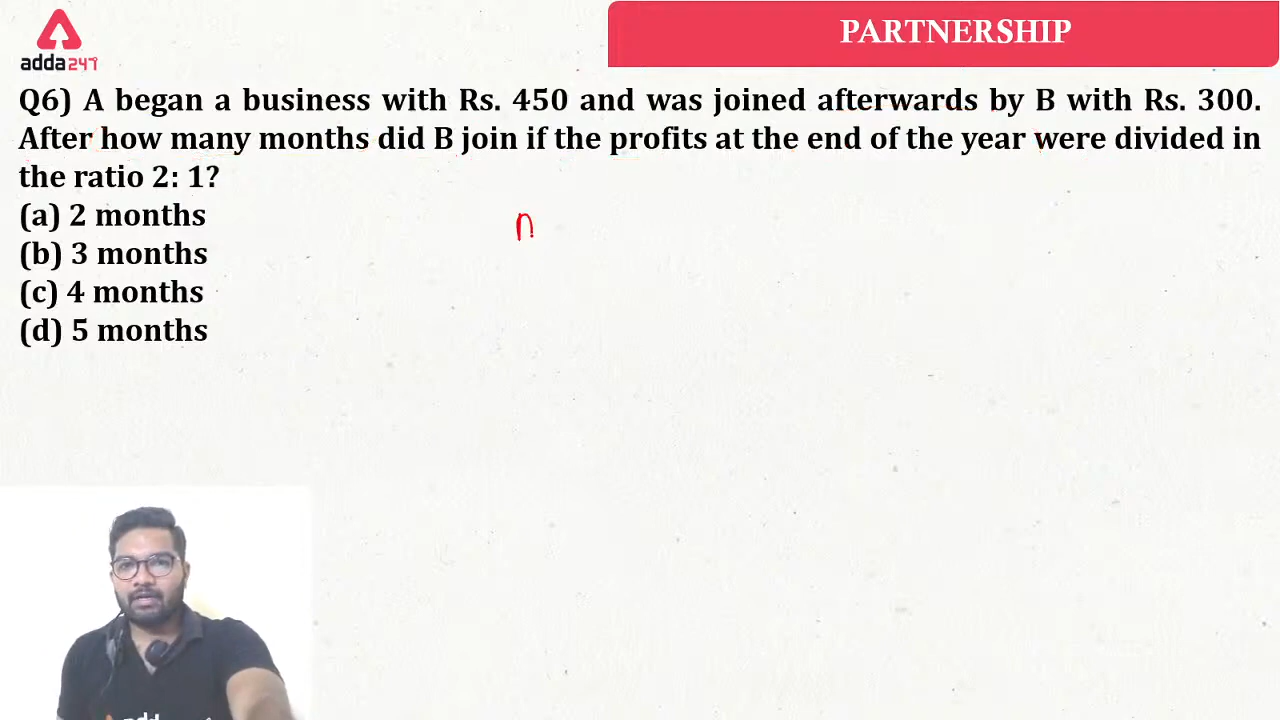 PARTNERSHIP
adda247
Q6) A began a business with Rs. 450 and was joined afterwards by B with Rs. 300.
After how many months did B join if the profits at the end of the year were divided in
the ratio 2: 1?
(a) 2 months
(b) 3 months
(c) 4 months
(d) 5 months
n